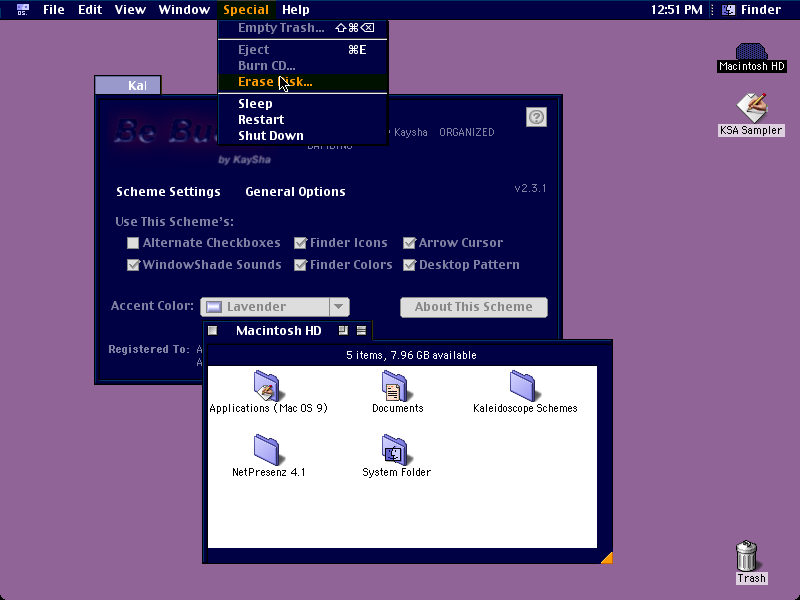 File Edit View Window Special Help 12:51 PM Finder
Empty Trash... ⇧⌘⌫
Eject ⌘E
Burn CD...
Erase Disk...
Sleep
Restart
Shut Down
Macintosh HD
KSA Sampler
Kal
Be
by KaySha
Kaysha ORGANIZED
Scheme Settings General Options v2.3.1
Use This Scheme's:
Alternate Checkboxes Finder Icons Arrow Cursor
WindowShade Sounds Finder Colors Desktop Pattern
Accent Color: Lavender About This Scheme
Registered To:
Macintosh HD
5 items, 7.96 GB available
Applications (Mac OS 9) Documents Kaleidoscope Schemes
NetPresenz 4.1 System Folder
Trash